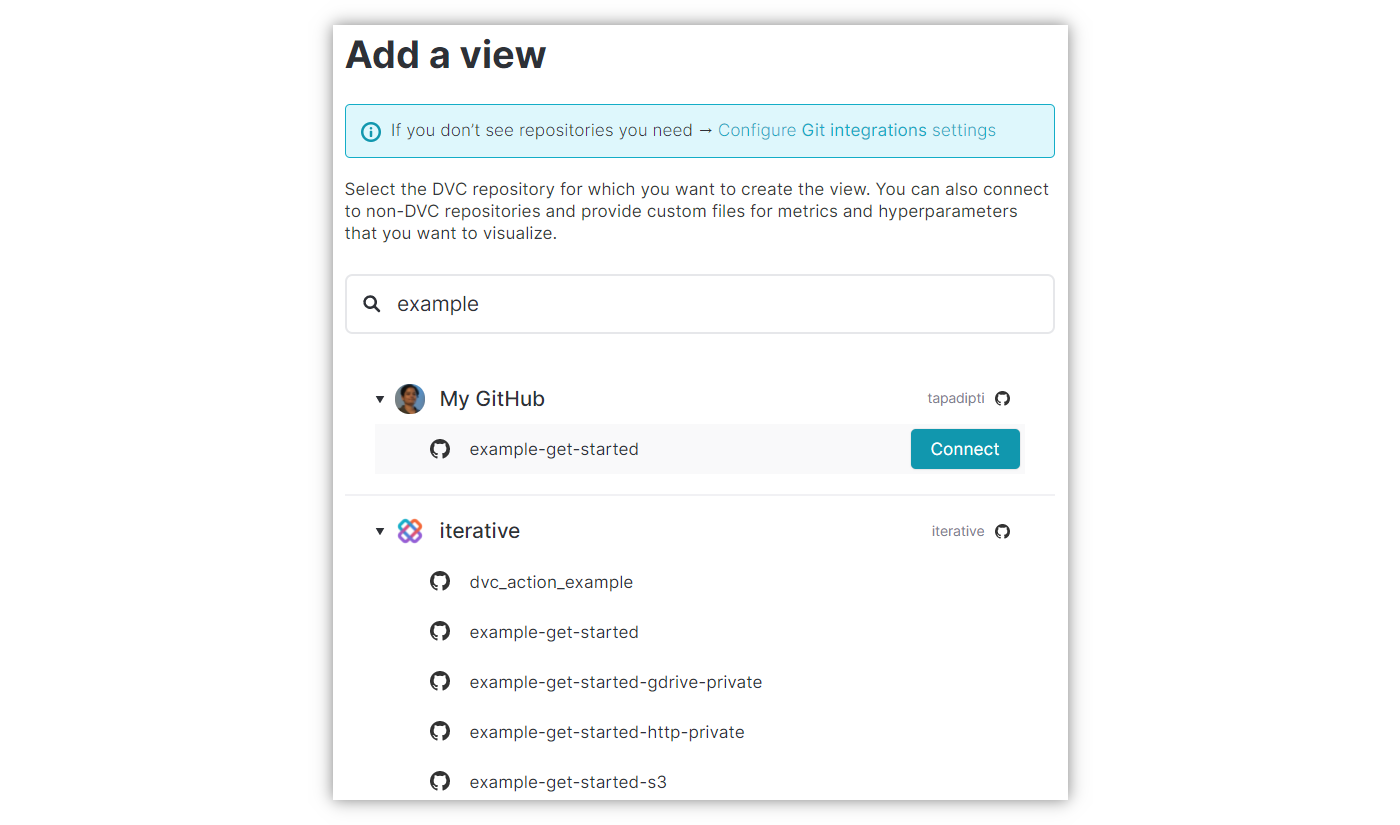 Add a view
If you don’t see repositories you need → Configure Git integrations settings
Select the DVC repository for which you want to create the view. You can also connect
to non-DVC repositories and provide custom files for metrics and hyperparameters
that you want to visualize.
example
My GitHub tapadipti
example-get-started Connect
iterative iterative
dvc_action_example
example-get-started
example-get-started-gdrive-private
example-get-started-http-private
example-get-started-s3